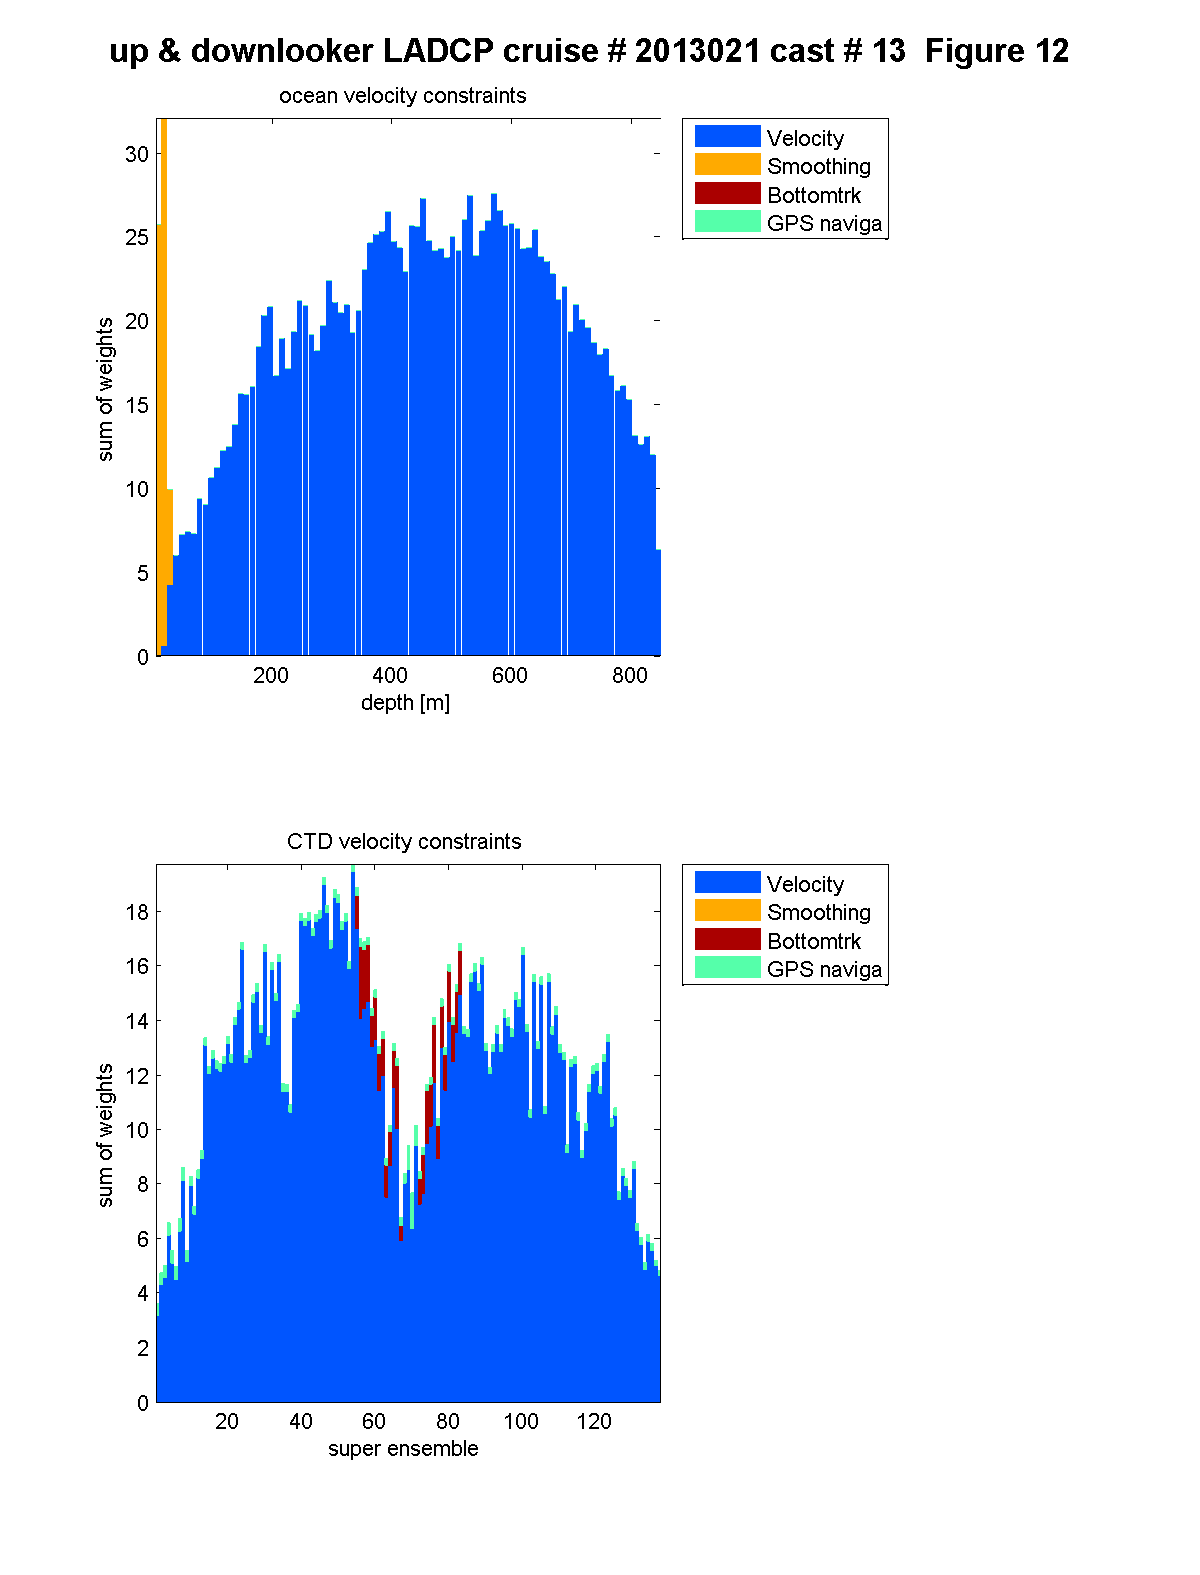 up & downlooker LADCP cruise # 2013021 cast # 13  Figure 12
ocean velocity constraints
30
25
20
15
10
5
0
sum of weights
200 400 600 800
depth [m]
Velocity
Smoothing
Bottomtrk
GPS naviga
CTD velocity constraints
18
16
14
12
10
8
6
4
2
0
sum of weights
20 40 60 80 100 120
super ensemble
Velocity
Smoothing
Bottomtrk
GPS naviga